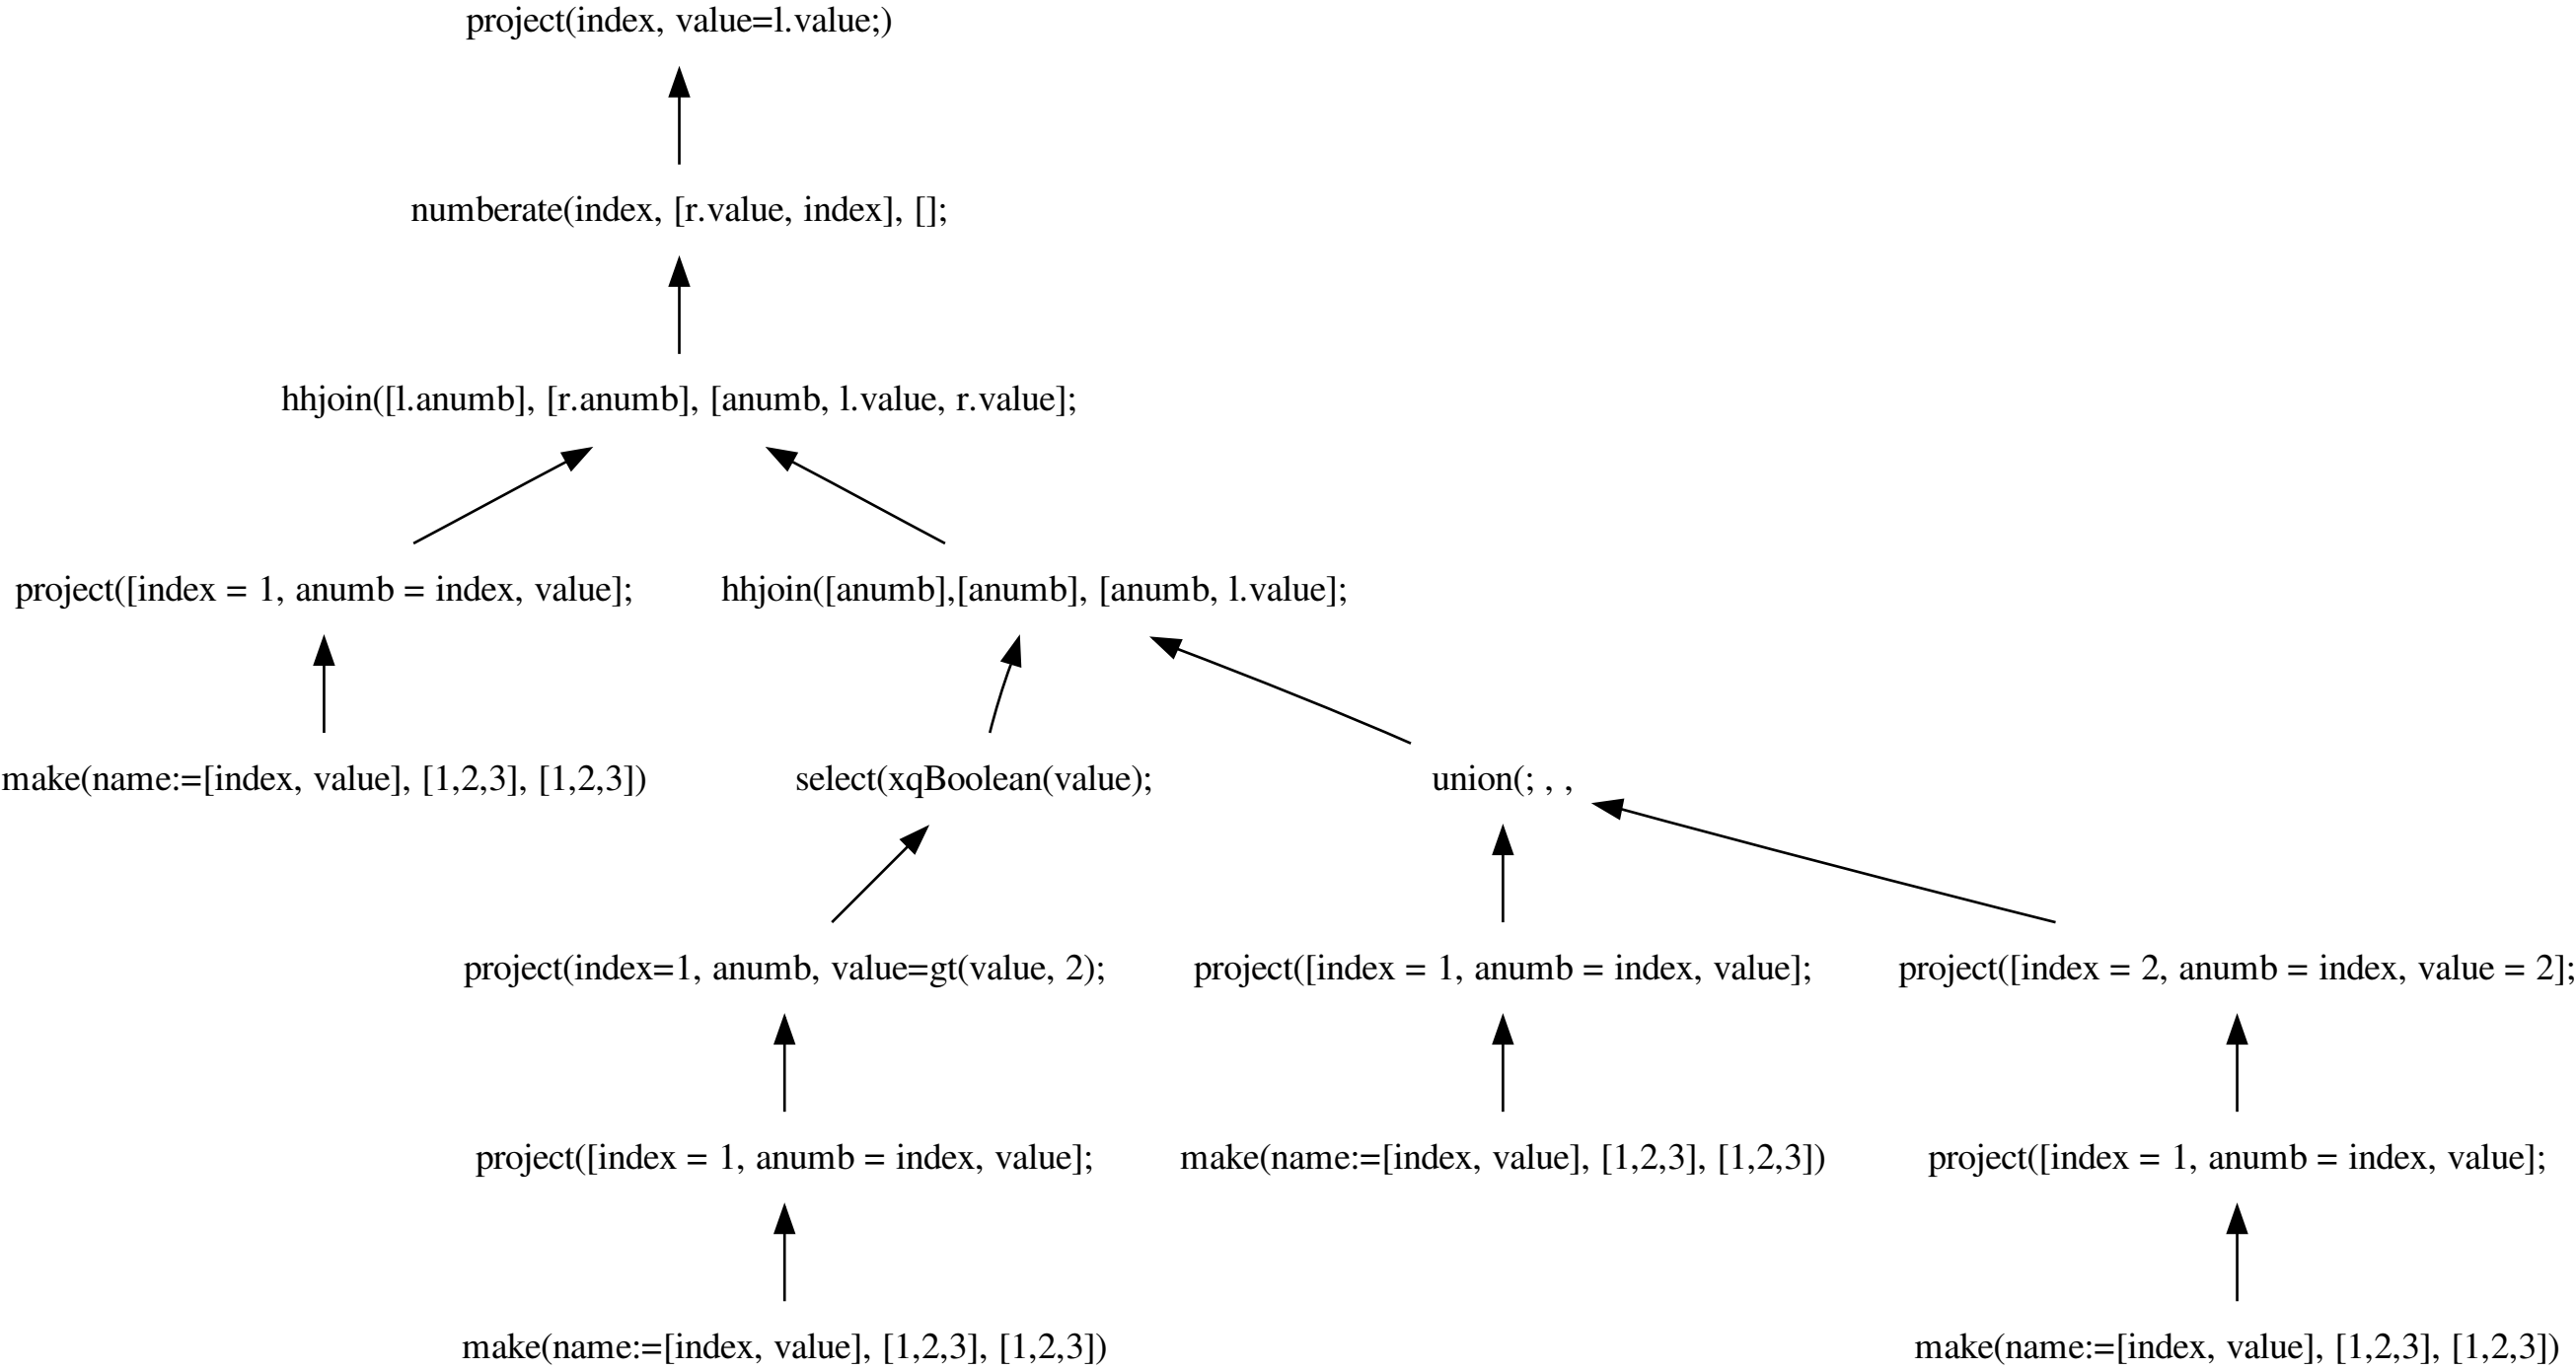 project(index, value=l.value;)
numberate(index, [r.value, index], [];
hhjoin([l.anumb], [r.anumb], [anumb, l.value, r.value];
project([index = 1, anumb = index, value];
hhjoin([anumb],[anumb], [anumb, l.value];
make(name:=[index, value], [1,2,3], [1,2,3])
select(xqBoolean(value);
union(; , ,
project(index=1, anumb, value=gt(value, 2);
project([index = 1, anumb = index, value];
project([index = 2, anumb = index, value = 2];
project([index = 1, anumb = index, value];
make(name:=[index, value], [1,2,3], [1,2,3])
project([index = 1, anumb = index, value];
make(name:=[index, value], [1,2,3], [1,2,3])
make(name:=[index, value], [1,2,3], [1,2,3])